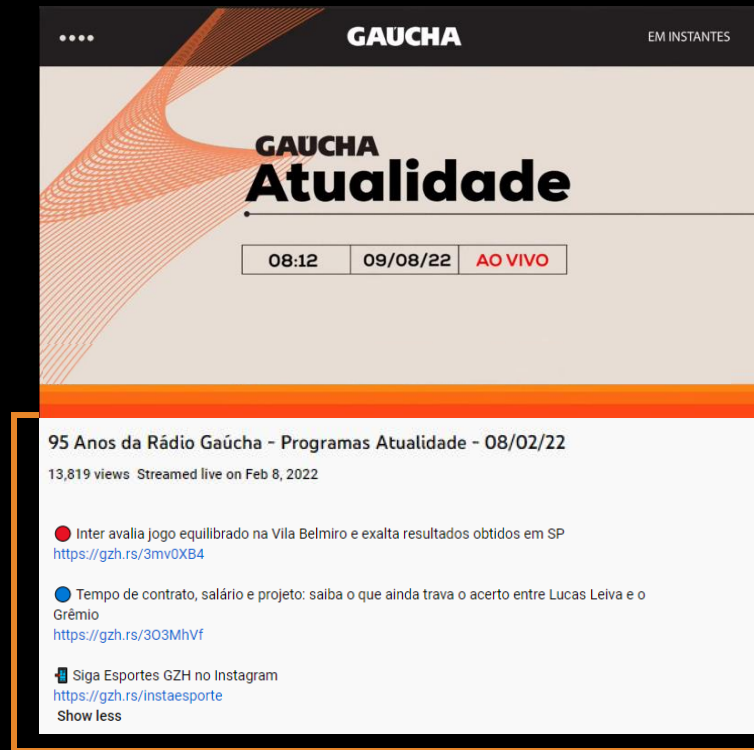 GAÚCHA
EM INSTANTES
GAÚCHA
Atualidade
08:12 09/08/22 AO VIVO
95 Anos da Rádio Gaúcha - Programas Atualidade - 08/02/22
13,819 views Streamed live on Feb 8, 2022
Inter avalia jogo equilibrado na Vila Belmiro e exalta resultados obtidos em SP
https://gzh.rs/3mv0XB4
Tempo de contrato, salário e projeto: saiba o que ainda trava o acerto entre Lucas Leiva e o
Grêmio
https://gzh.rs/3O3MhVf
Siga Esportes GZH no Instagram
https://gzh.rs/instaesporte
Show less